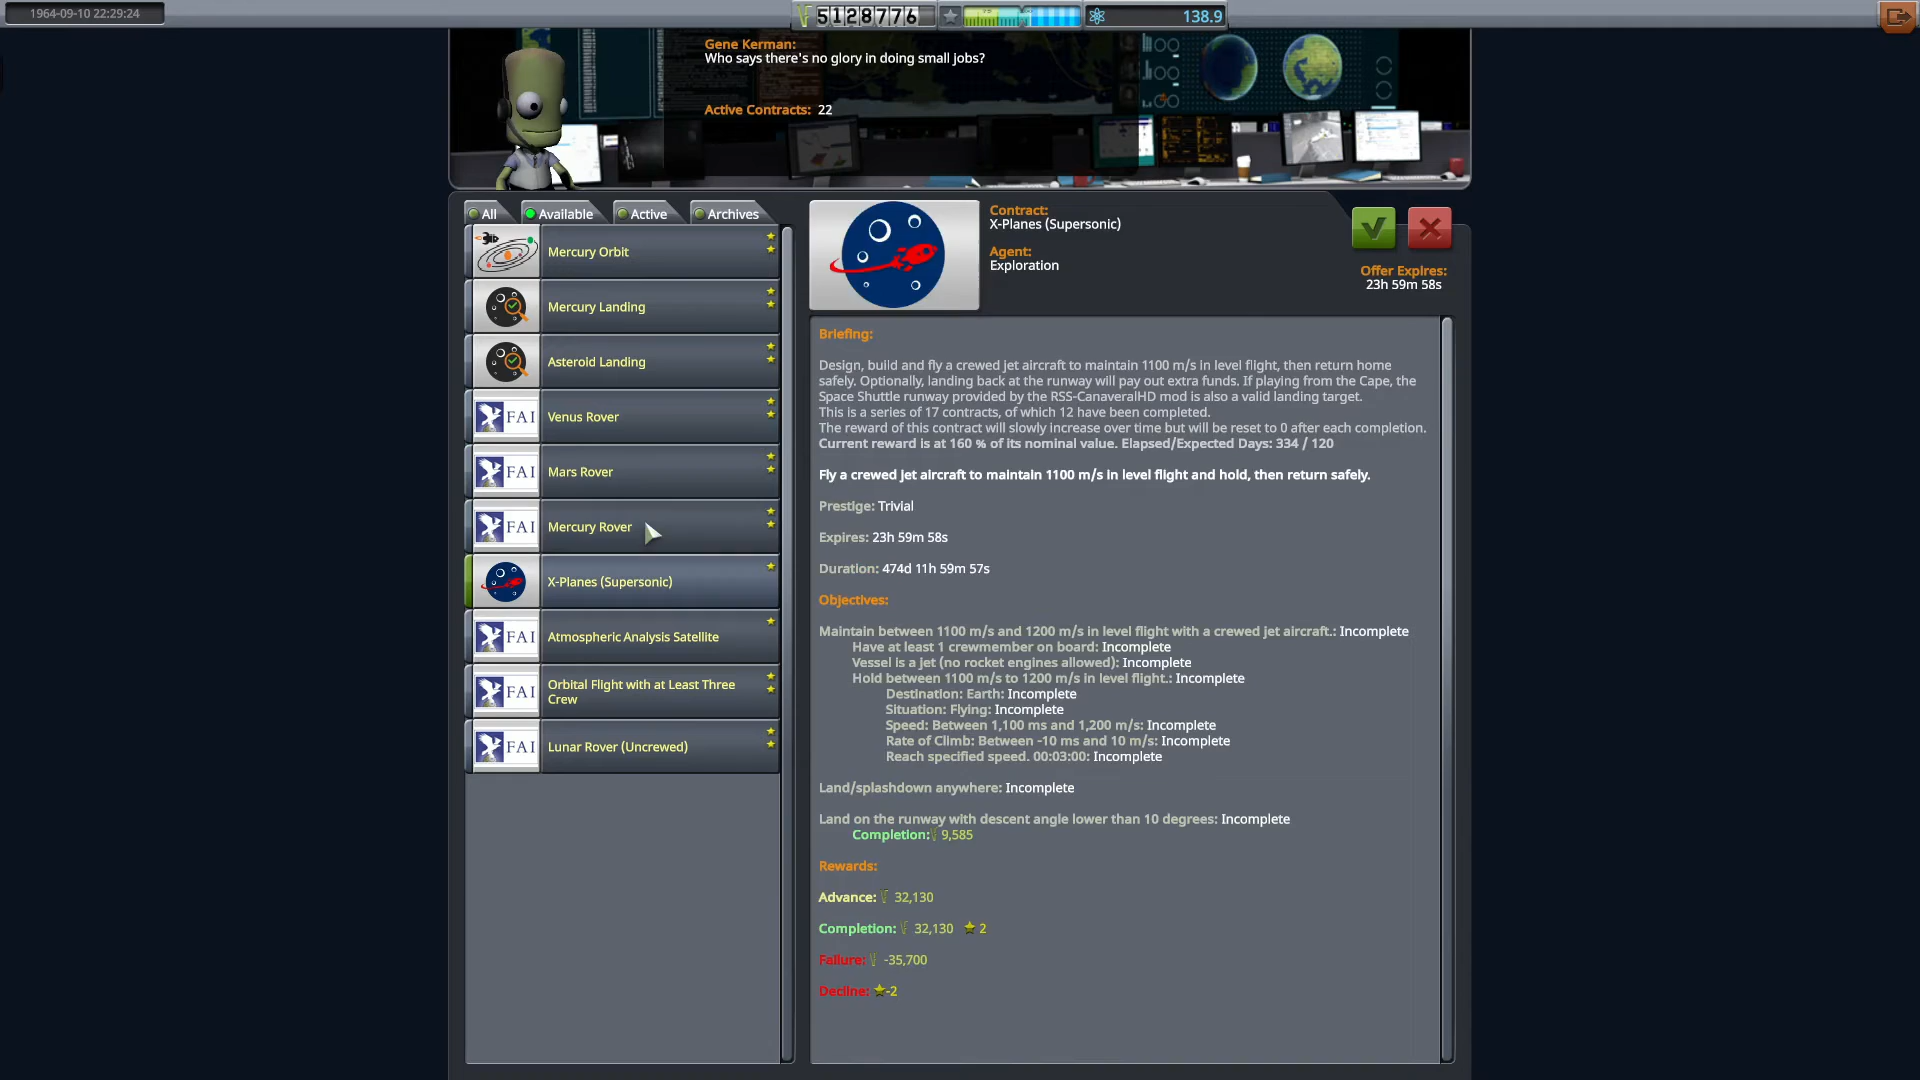 1964-09-10 22:29:24
5128776
138.9
Gene Kerman:
Who says there's no glory in doing small jobs?
Active Contracts: 22
All
Available
Active
Archives
Mercury Orbit
Mercury Landing
Asteroid Landing
FAI
Venus Rover
FAI
Mars Rover
FAI
Mercury Rover
X-Planes (Supersonic)
FAI
Atmospheric Analysis Satellite
FAI
Orbital Flight with at Least Three
Crew
FAI
Lunar Rover (Uncrewed)
Contract:
X-Planes (Supersonic)
Agent:
Exploration
Offer Expires:
23h 59m 58s
Briefing:
Design, build and fly a crewed jet aircraft to maintain 1100 m/s in level flight, then return home
safely. Optionally, landing back at the runway will pay out extra funds. If playing from the Cape, the
Space Shuttle runway provided by the RSS-CanaveralHD mod is also a valid landing target.
This is a series of 17 contracts, of which 12 have been completed.
The reward of this contract will slowly increase over time but will be reset to 0 after each completion.
Current reward is at 160 % of its nominal value. Elapsed/Expected Days: 334 / 120
Fly a crewed jet aircraft to maintain 1100 m/s in level flight and hold, then return safely.
Prestige: Trivial
Expires: 23h 59m 58s
Duration: 474d 11h 59m 57s
Objectives:
Maintain between 1100 m/s and 1200 m/s in level flight with a crewed jet aircraft.: Incomplete
Have at least 1 crewmember on board: Incomplete
Vessel is a jet (no rocket engines allowed): Incomplete
Hold between 1100 m/s to 1200 m/s in level flight.: Incomplete
Destination: Earth: Incomplete
Situation: Flying: Incomplete
Speed: Between 1,100 ms and 1,200 m/s: Incomplete
Rate of Climb: Between -10 ms and 10 m/s: Incomplete
Reach specified speed. 00:03:00: Incomplete
Land/splashdown anywhere: Incomplete
Land on the runway with descent angle lower than 10 degrees: Incomplete
Completion: 9,585
Rewards:
Advance: 32,130
Completion: 32,130 2
Failure: -35,700
Decline: -2